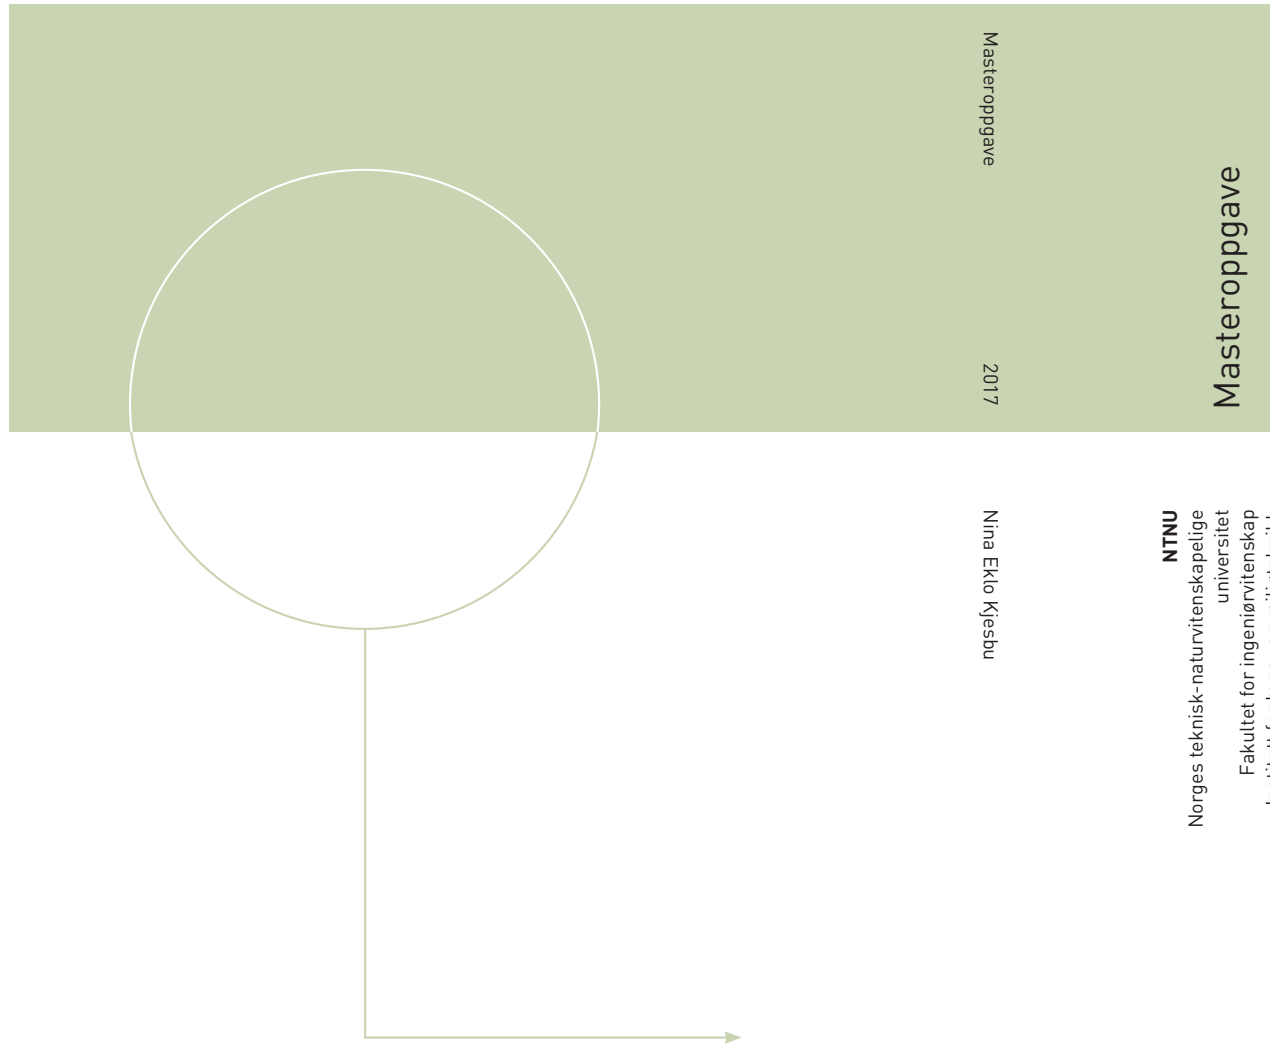 Masteroppgave
2017
Nina Eklo Kjesbu
Masteroppgave
NTNU
Norges teknisk-naturvitenskapelige
universitet
Fakultet for ingeniørvitenskap